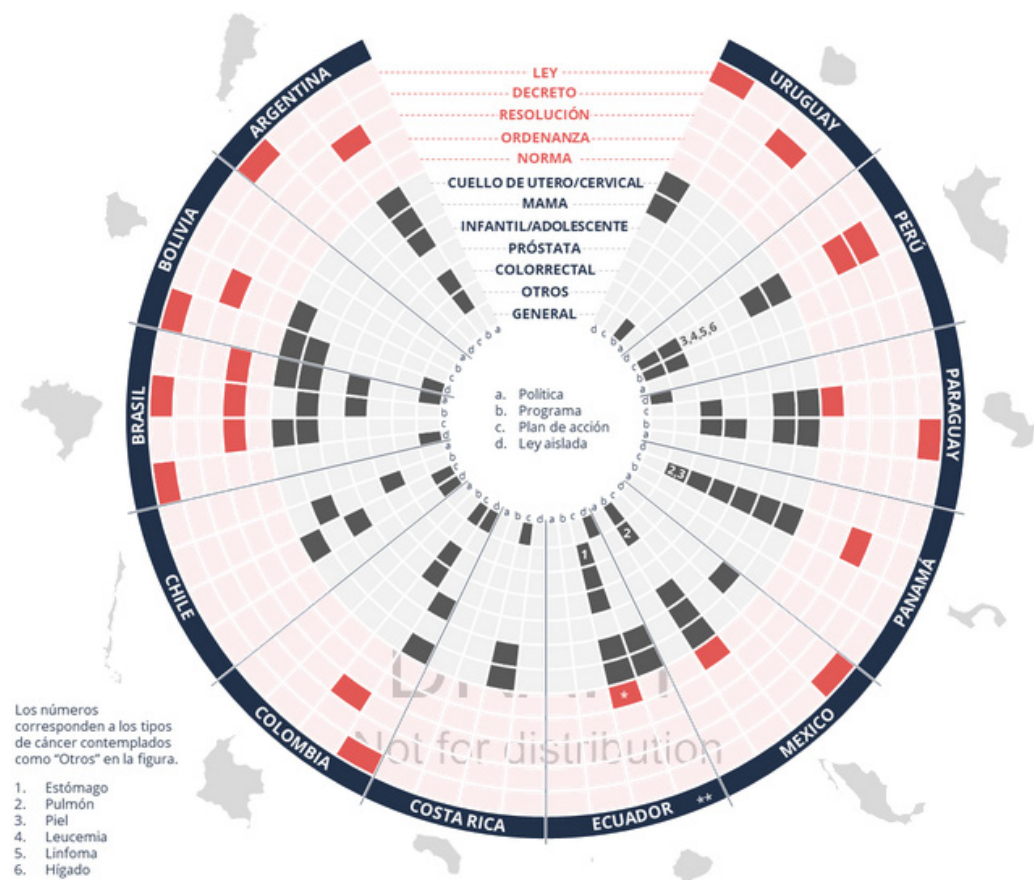 LEY
DECRETO
RESOLUCIÓN
ORDENANZA
NORMA
CUELLO DE UTERO/CERVICAL
MAMA
INFANTIL/ADOLESCENTE
PRÓSTATA
COLORRECTAL
OTROS
GENERAL
ARGENTINA
BOLIVIA
BRASIL
CHILE
COLOMBIA
COSTA RICA
ECUADOR **
MEXICO
PANAMÁ
PARAGUAY
PERÚ
URUGUAY
3,4,5,6
2,3
2
1
*
a. Política
b. Programa
c. Plan de acción
d. Ley aislada
Not for distribution
Los números
corresponden a los tipos
de cáncer contemplados
como “Otros” en la figura.
1. Estómago
2. Pulmón
3. Piel
4. Leucemia
5. Linfoma
6. Hígado